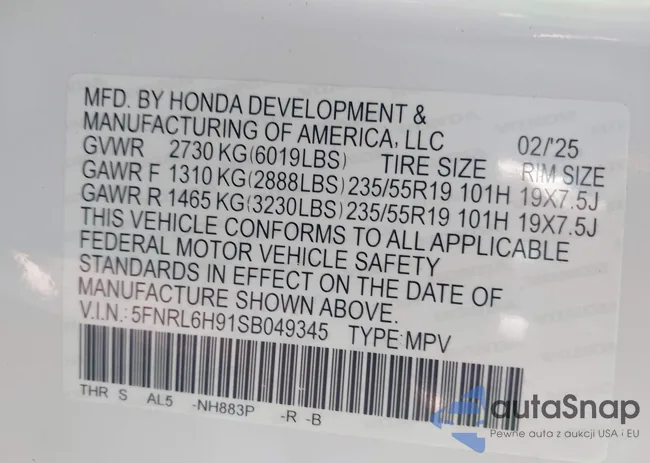 MFD. BY HONDA DEVELOPMENT &
MANUFACTURING OF AMERICA, LLC 02/'25
GVWR 2730 KG(6019LBS) TIRE SIZE RIM SIZE
GAWR F 1310 KG(2888LBS) 235/55R19 101H 19X7.5J
GAWR R 1465 KG(3230LBS) 235/55R19 101H 19X7.5J
THIS VEHICLE CONFORMS TO ALL APPLICABLE
FEDERAL MOTOR VEHICLE SAFETY
STANDARDS IN EFFECT ON THE DATE OF
MANUFACTURE SHOWN ABOVE.
V.I.N.: 5FNRL6H91SB049345 TYPE: MPV
THR S AL5 -NH883P -R -B
autaSnap
Pewne auta z aukcji USA i EU